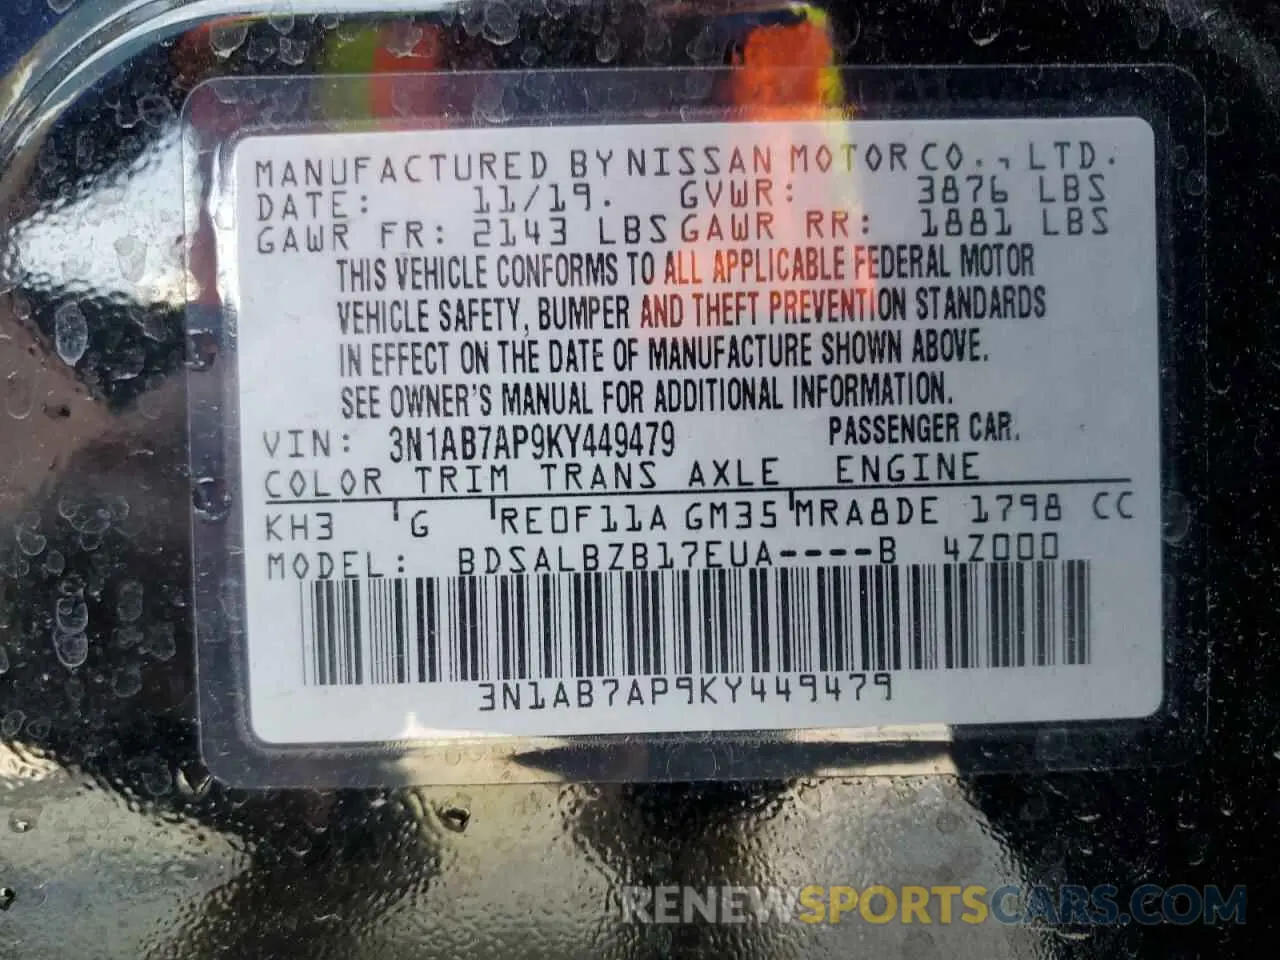 MANUFACTURED BY NISSAN MOTOR CO., LTD.
DATE: 11/19. GVWR: 3876 LBS
GAWR FR: 2143 LBS GAWR RR: 1881 LBS
THIS VEHICLE CONFORMS TO ALL APPLICABLE FEDERAL MOTOR
VEHICLE SAFETY, BUMPER AND THEFT PREVENTION STANDARDS
IN EFFECT ON THE DATE OF MANUFACTURE SHOWN ABOVE.
SEE OWNER'S MANUAL FOR ADDITIONAL INFORMATION.
VIN: 3N1AB7AP9KY449479 PASSENGER CAR.
COLOR TRIM TRANS AXLE ENGINE
KH3 G RE0F11A GM35 MRA8DE 1798 CC
MODEL: BDSALBZB17EUA----B 4Z000
3N1AB7AP9KY449479
RENEWSPORTSCARS.COM